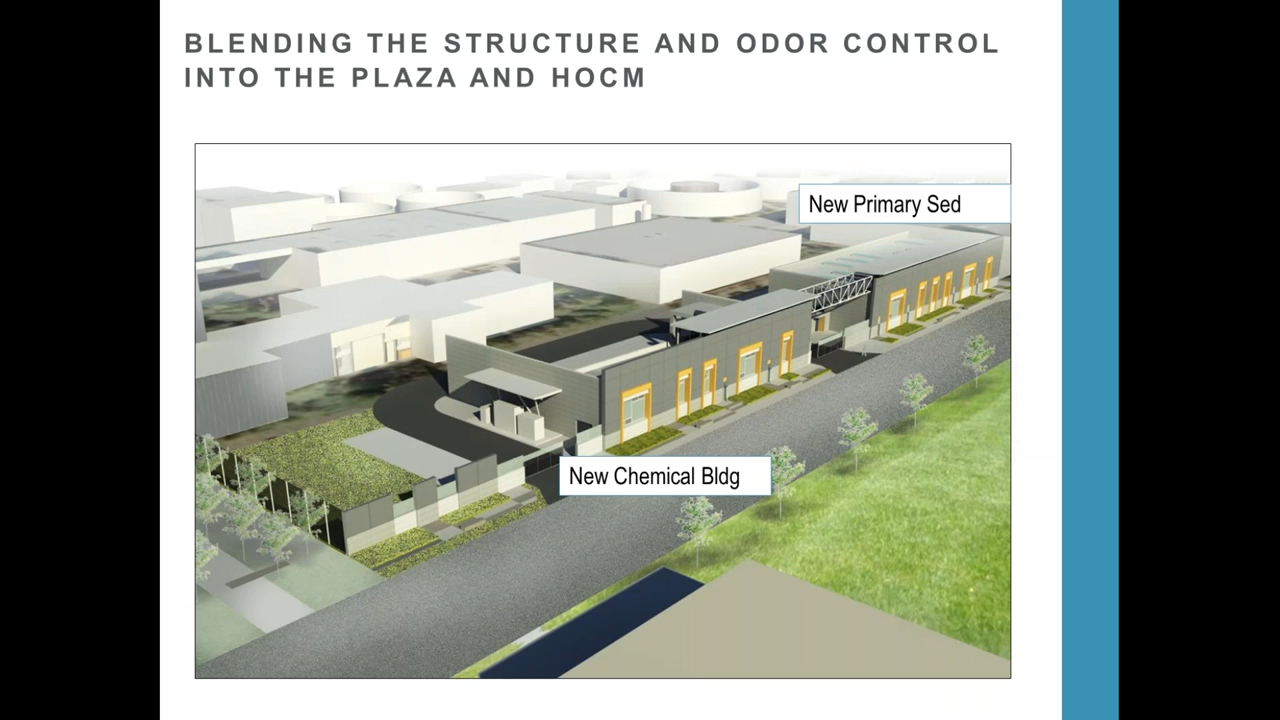 BLENDING THE STRUCTURE AND ODOR CONTROL
INTO THE PLAZA AND HOCM
New Primary Sed
New Chemical Bldg